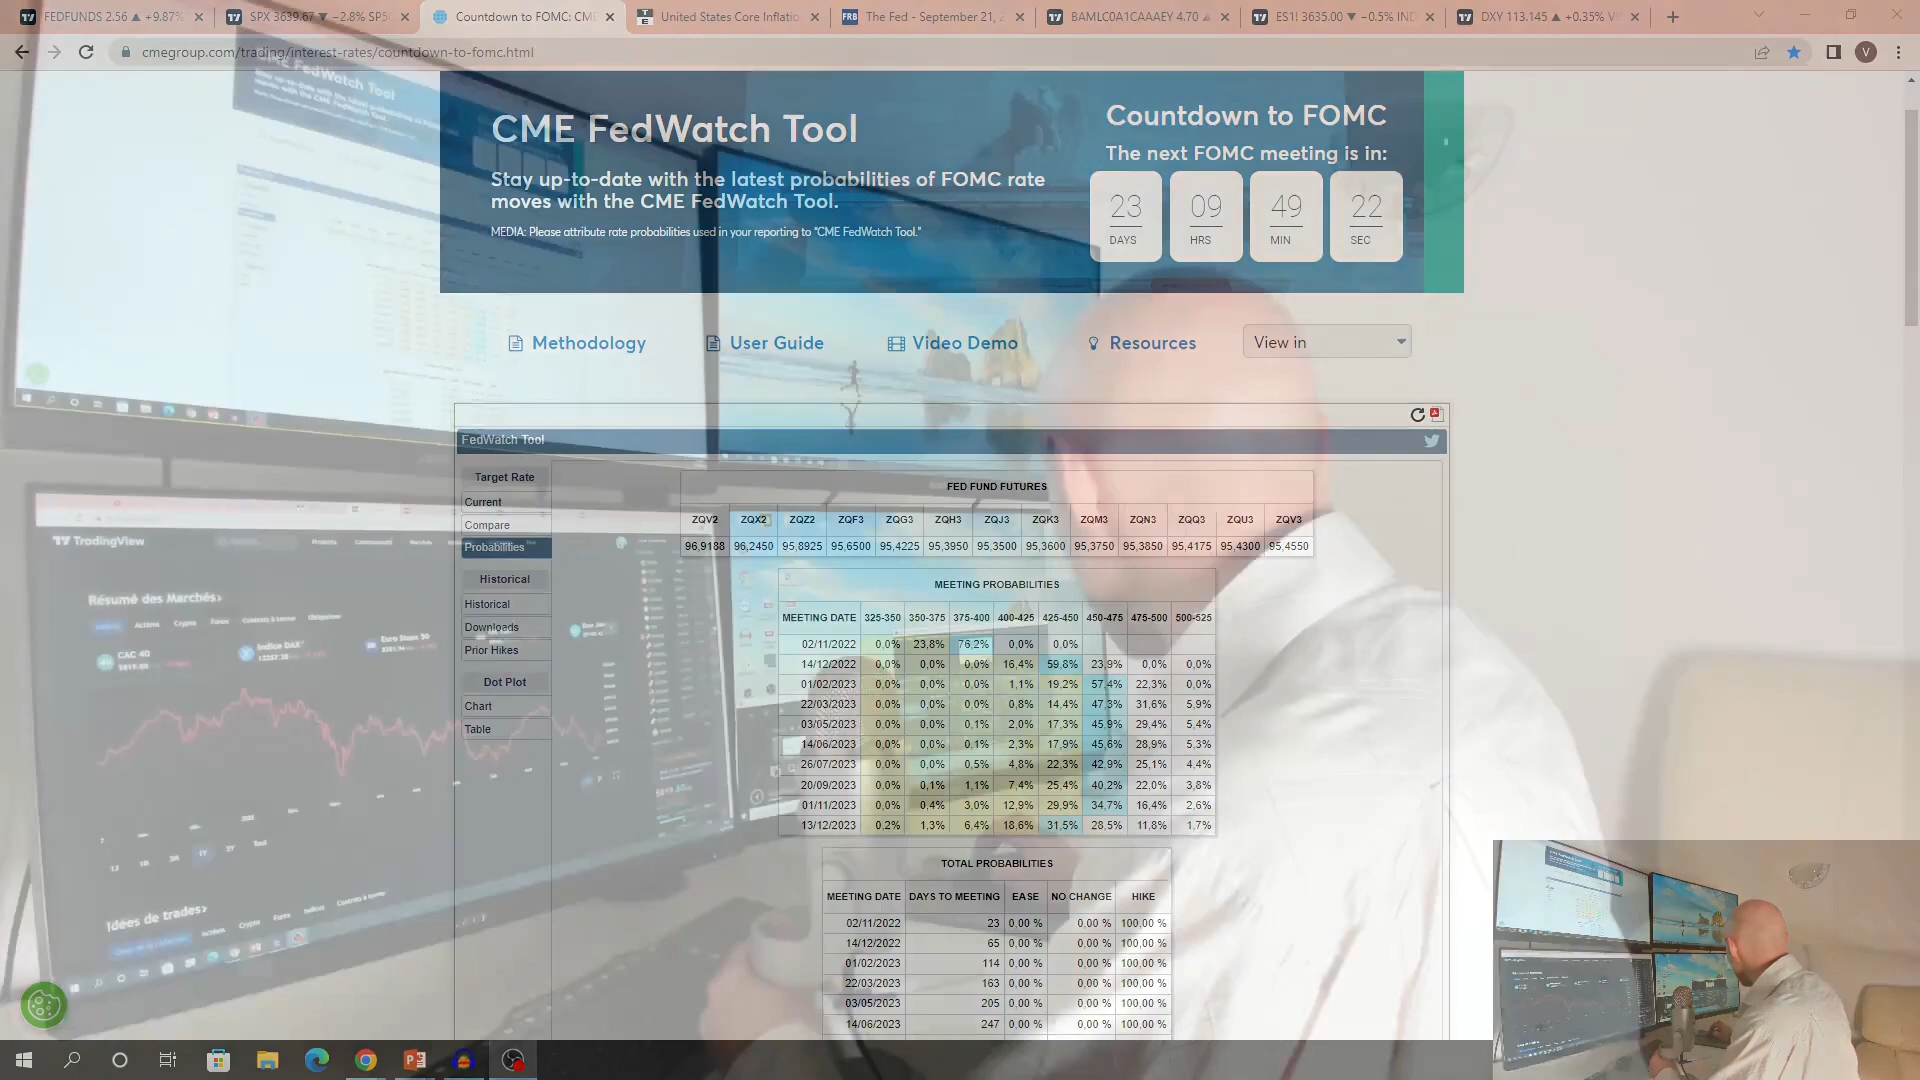 FEDFUNDS 2.56 ▲ +9.87%
SPX 3639.67 ▼ −2.8% SP5
Countdown to FOMC: CME
United States Core Inflatio
The Fed - September 21, 2
BAMLC0A1CAAAEY 4.70 ▲
ES1! 3635.00 ▼ −0.5% IND
DXY 113.145 ▲ +0.35% V
cmegroup.com/trading/interest-rates/countdown-to-fomc.html
CME FedWatch Tool
Stay up-to-date with the latest probabilities of FOMC rate
moves with the CME FedWatch Tool.
MEDIA: Please attribute rate probabilities used in your reporting to "CME FedWatch Tool."
Countdown to FOMC
The next FOMC meeting is in:
23 09 49 22
DAYS HRS MIN SEC
Methodology User Guide Video Demo Resources View in
FedWatch Tool
Target Rate
Current
Compare
Probabilities
Historical
Historical
Downloads
Prior Hikes
Dot Plot
Chart
Table
FED FUND FUTURES
ZQV2 ZQX2 ZQZ2 ZQF3 ZQG3 ZQH3 ZQJ3 ZQK3 ZQM3 ZQN3 ZQQ3 ZQU3 ZQV3
96,9188 96,2450 95,8925 95,6500 95,4225 95,3950 95,3500 95,3600 95,3750 95,3850 95,4175 95,4300 95,4550
MEETING PROBABILITIES
MEETING DATE 325-350 350-375 375-400 400-425 425-450 450-475 475-500 500-525
02/11/2022 0,0% 23,8% 76,2% 0,0% 0,0%
14/12/2022 0,0% 0,0% 0,0% 16,4% 59,8% 23,9% 0,0% 0,0%
01/02/2023 0,0% 0,0% 0,0% 1,1% 19,2% 57,4% 22,3% 0,0%
22/03/2023 0,0% 0,0% 0,0% 0,8% 14,4% 47,3% 31,6% 5,9%
03/05/2023 0,0% 0,0% 0,1% 2,0% 17,3% 45,9% 29,4% 5,4%
14/06/2023 0,0% 0,0% 0,1% 2,3% 17,9% 45,6% 28,9% 5,3%
26/07/2023 0,0% 0,0% 0,5% 4,8% 22,3% 42,9% 25,1% 4,4%
20/09/2023 0,0% 0,1% 1,1% 7,4% 25,4% 40,2% 22,0% 3,8%
01/11/2023 0,0% 0,4% 3,0% 12,9% 29,9% 34,7% 16,4% 2,6%
13/12/2023 0,2% 1,3% 6,4% 18,6% 31,5% 28,5% 11,8% 1,7%
TOTAL PROBABILITIES
MEETING DATE DAYS TO MEETING EASE NO CHANGE HIKE
02/11/2022 23 0,00 % 0,00 % 100,00 %
14/12/2022 65 0,00 % 0,00 % 100,00 %
01/02/2023 114 0,00 % 0,00 % 100,00 %
22/03/2023 163 0,00 % 0,00 % 100,00 %
03/05/2023 205 0,00 % 0,00 % 100,00 %
14/06/2023 247 0,00 % 0,00 % 100,00 %
TradingView
Résumé des Marchés>
Actions Crypto Forex Contrats à terme Obligations
CAC 40
Indice DAX
Euro Stoxx 50
Idées de trades>